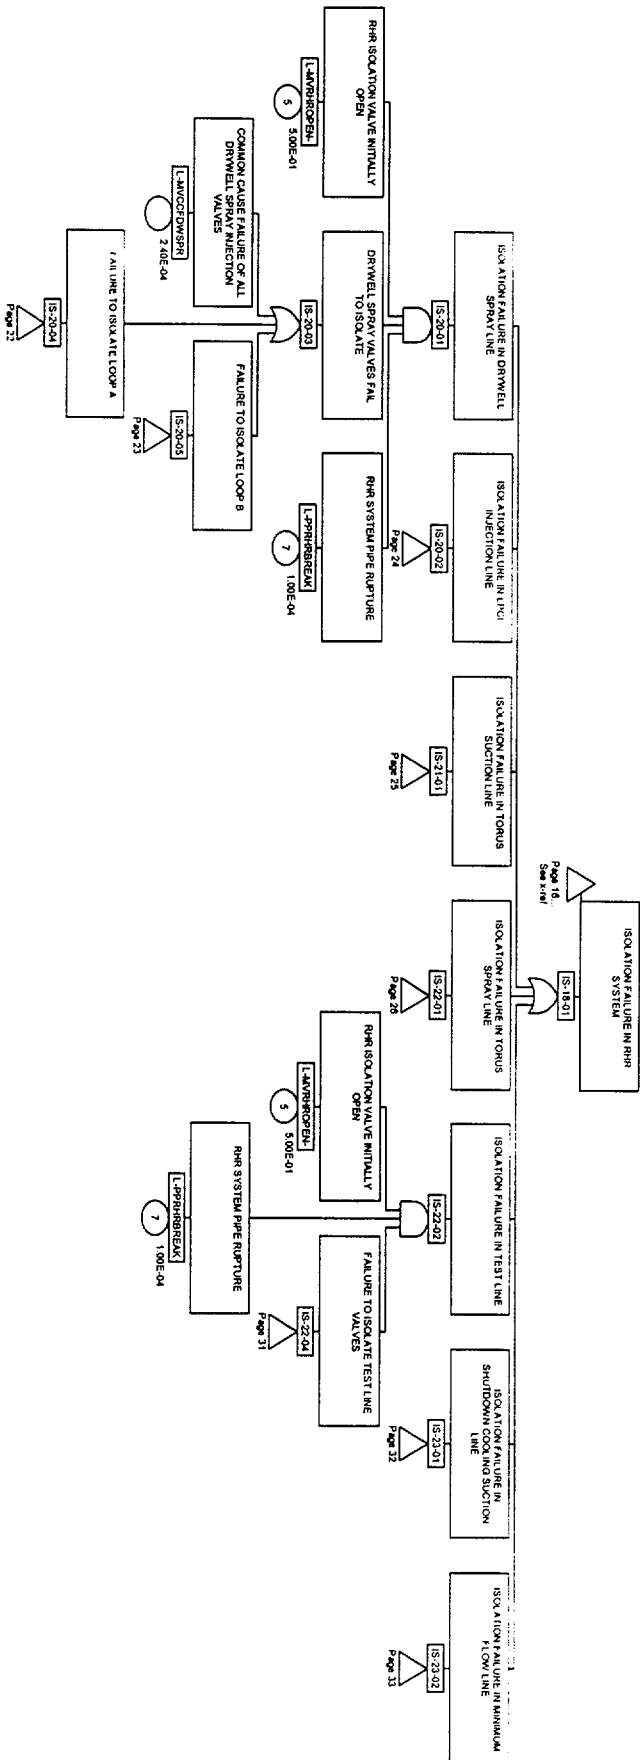 ISOLATION FAILURE IN RHR
SYSTEM
IS-18-01
Page 16...
See x-ref
ISOLATION FAILURE IN DRYWELL
SPRAY LINE
IS-20-01
ISOLATION FAILURE IN LPCI
INJECTION LINE
IS-20-02
Page 24
ISOLATION FAILURE IN TORUS
SUCTION LINE
IS-21-01
Page 25
ISOLATION FAILURE IN TORUS
SPRAY LINE
IS-22-01
Page 26
ISOLATION FAILURE IN TEST LINE
IS-22-02
ISOLATION FAILURE IN
SHUTDOWN COOLING SUCTION
LINE
IS-23-01
Page 32
ISOLATION FAILURE IN MINIMUM
FLOW LINE
IS-23-02
Page 33
RHR ISOLATION VALVE INITIALLY
OPEN
L-MVRHROPEN-
5
5.00E-01
DRYWELL SPRAY VALVES FAIL
TO ISOLATE
IS-20-03
RHR SYSTEM PIPE RUPTURE
L-PPRHRBREAK
7
1.00E-04
RHR ISOLATION VALVE INITIALLY
OPEN
L-MVRHROPEN-
5
5.00E-01
FAILURE TO ISOLATE TEST LINE
VALVES
IS-22-04
Page 31
COMMON CAUSE FAILURE OF ALL
DRYWELL SPRAY INJECTION
VALVES
L-MVCCFDWSPR
2.40E-04
FAILURE TO ISOLATE LOOP B
IS-20-05
Page 23
RHR SYSTEM PIPE RUPTURE
L-PPRHRBREAK
7
1.00E-04
FAILURE TO ISOLATE LOOP A
IS-20-04
Page 22